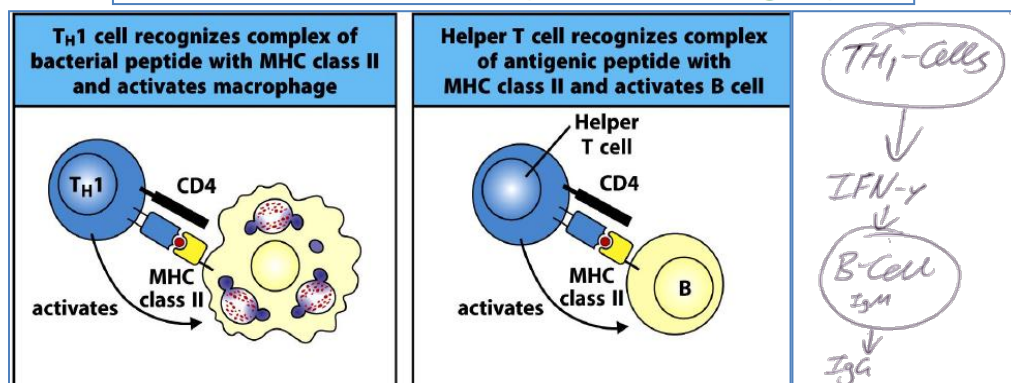 T_H1 cell recognizes complex of
bacterial peptide with MHC class II
and activates macrophage
T_H1
CD4
MHC
class II
activates
Helper T cell recognizes complex
of antigenic peptide with
MHC class II and activates B cell
Helper
T cell
CD4
MHC
class II
B
activates
TH1-Cells
IFN-γ
B-Cell
IgM
IgG